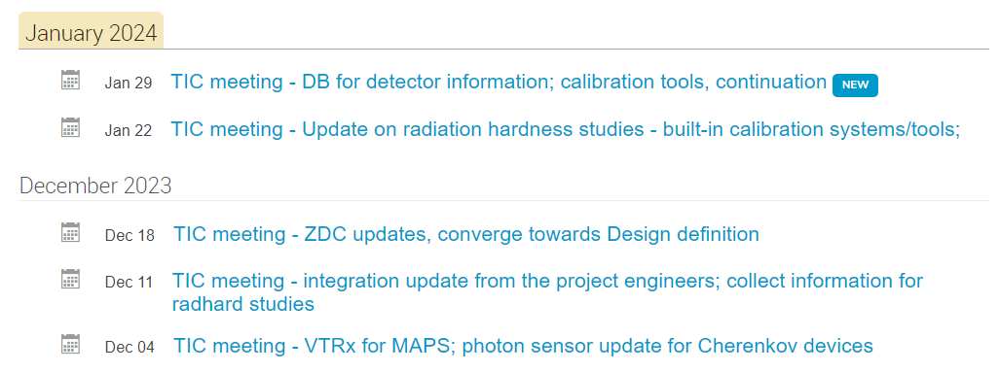 January 2024
Jan 29 TIC meeting - DB for detector information; calibration tools, continuation NEW
Jan 22 TIC meeting - Update on radiation hardness studies - built-in calibration systems/tools;
December 2023
Dec 18 TIC meeting - ZDC updates, converge towards Design definition
Dec 11 TIC meeting - integration update from the project engineers; collect information for
radhard studies
Dec 04 TIC meeting - VTRx for MAPS; photon sensor update for Cherenkov devices